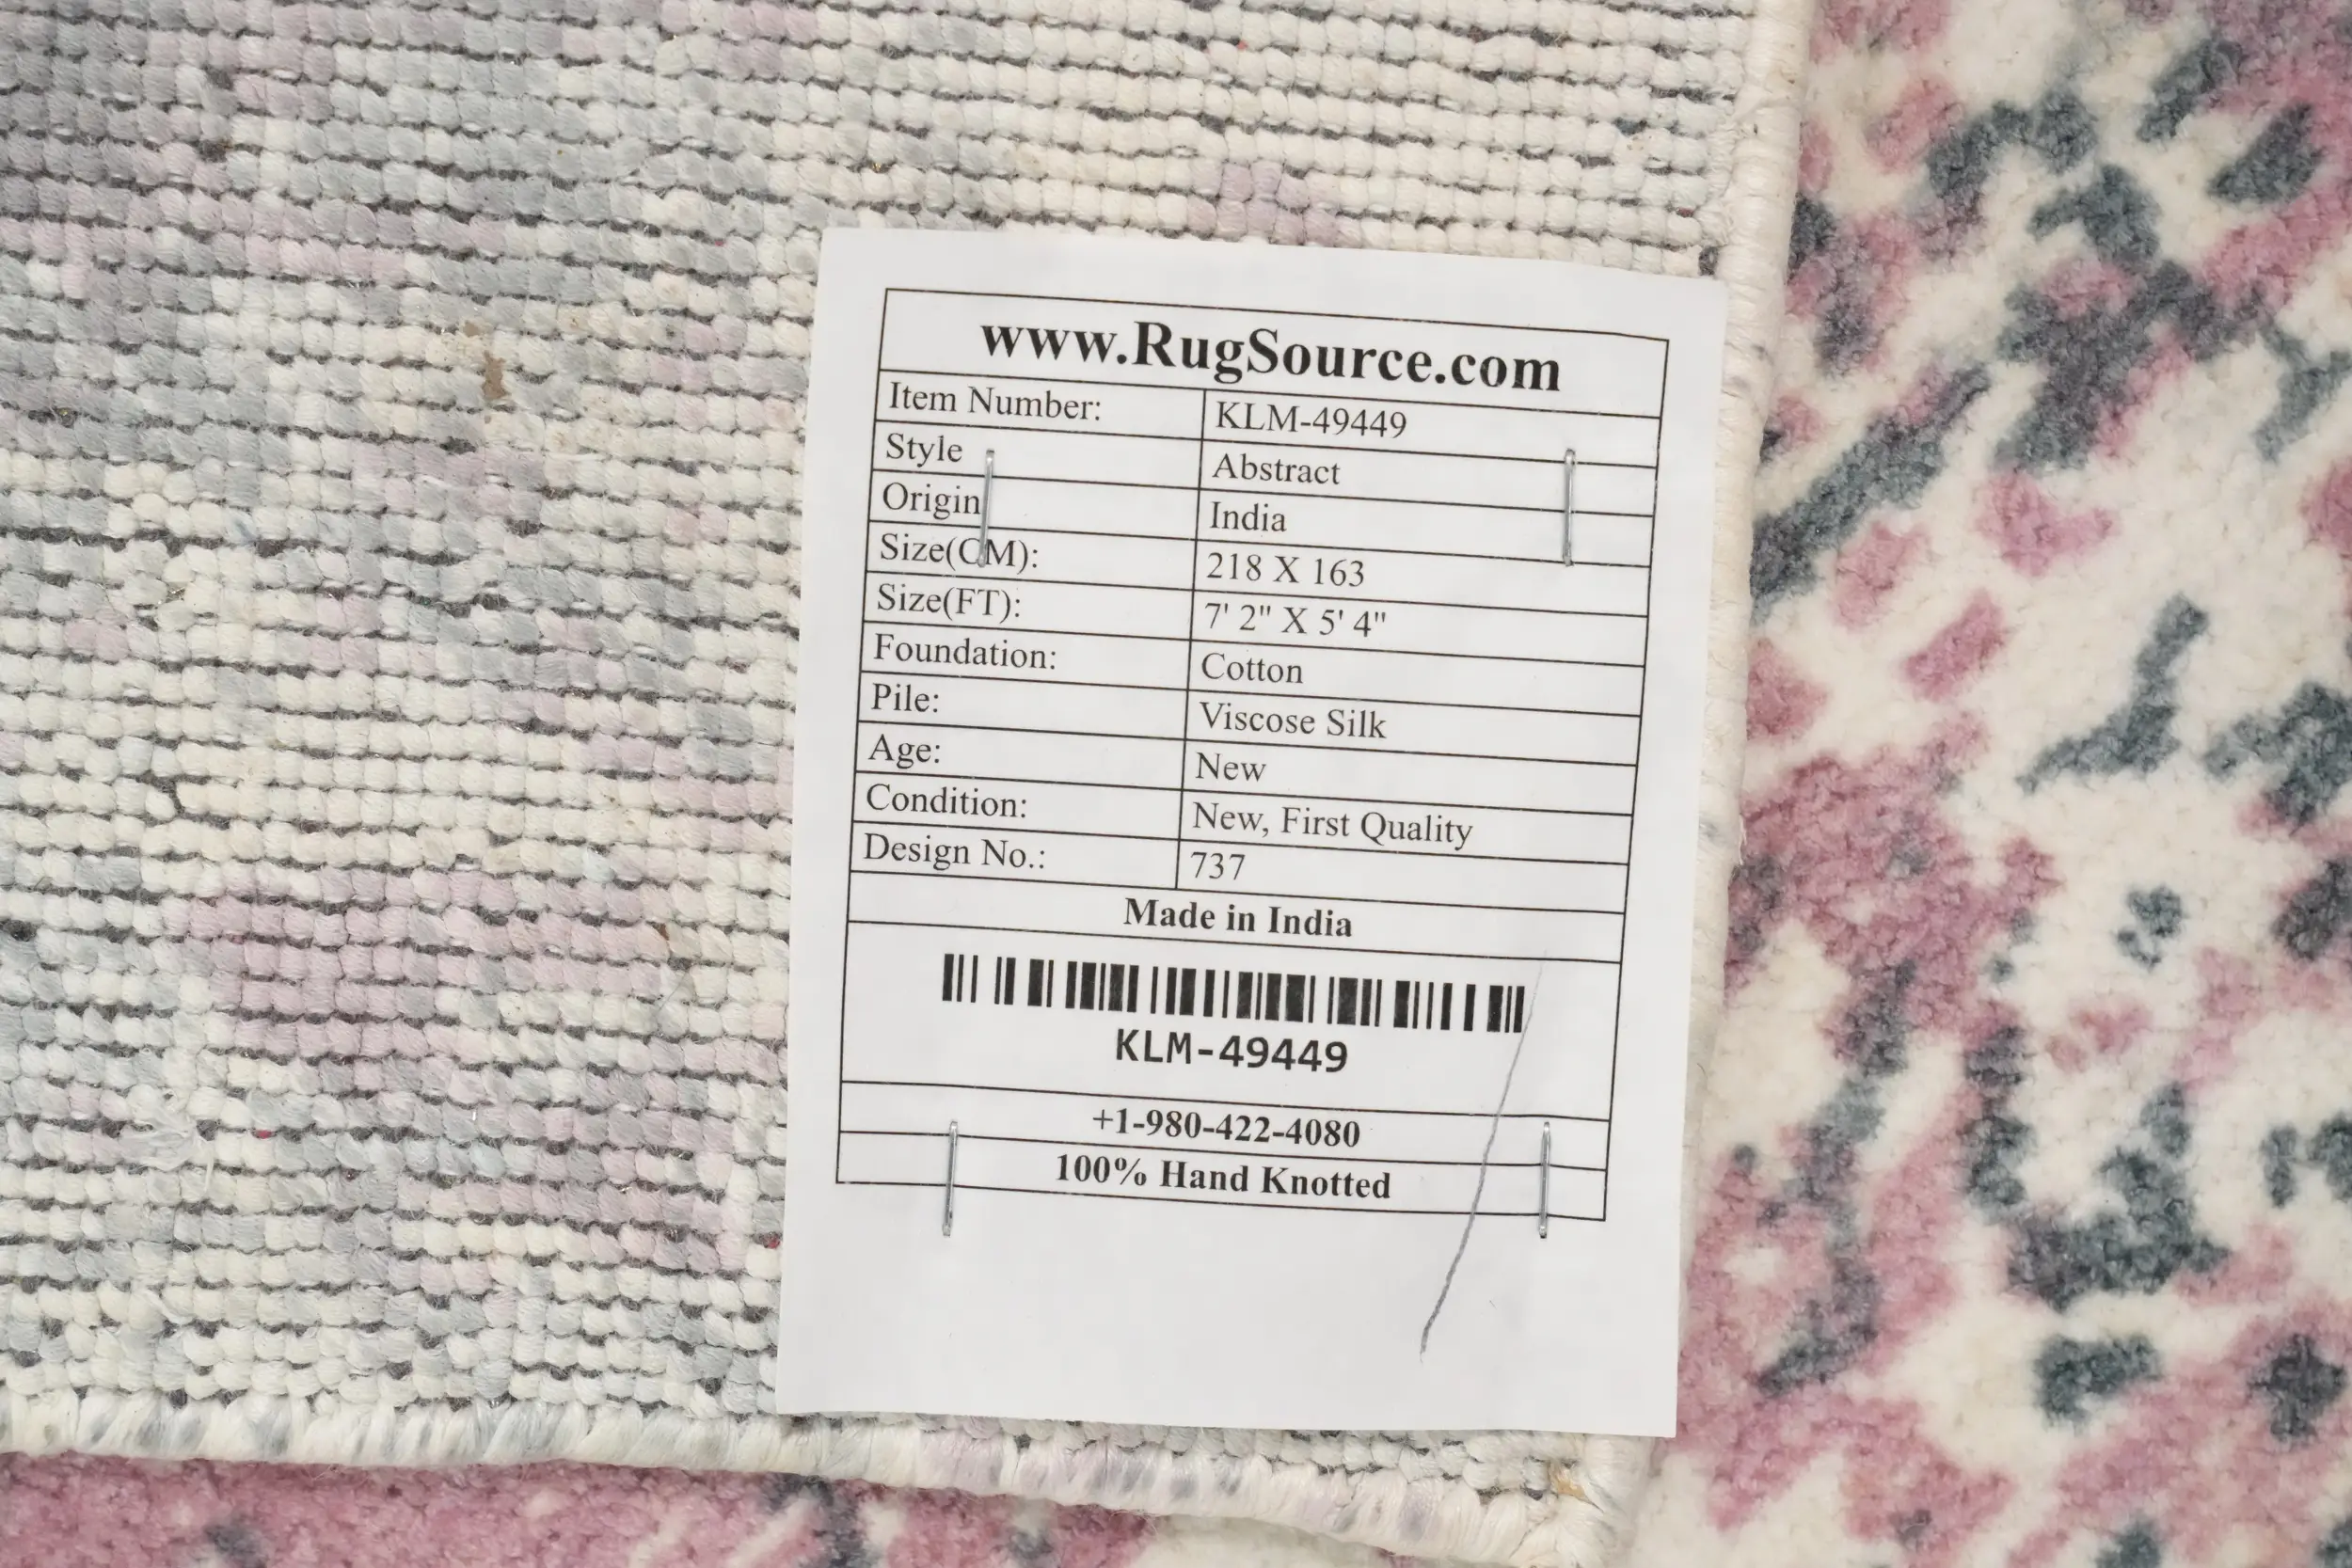 www.RugSource.com
Item Number: KLM-49449
Style Abstract
Origin India
Size(CM): 218 X 163
Size(FT): 7' 2" X 5' 4"
Foundation: Cotton
Pile: Viscose Silk
Age: New
Condition: New, First Quality
Design No.: 737
Made in India
KLM-49449
+1-980-422-4080
100% Hand Knotted